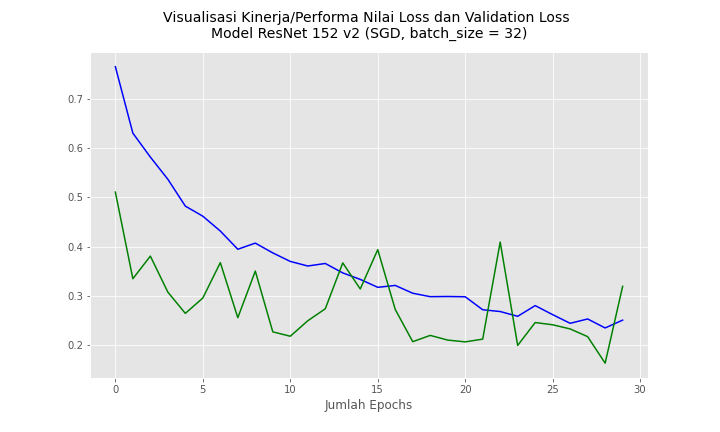 Visualisasi Kinerja/Performa Nilai Loss dan Validation Loss
Model ResNet 152 v2 (SGD, batch_size = 32)
0.7
0.6
0.5
0.4
0.3
0.2
0 5 10 15 20 25 30
Jumlah Epochs